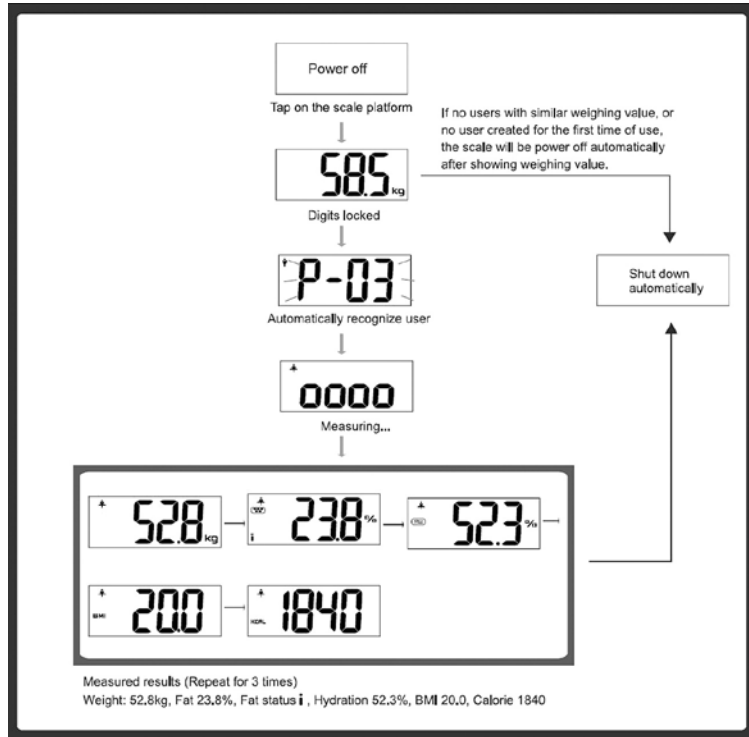 Power off
Tap on the scale platform
If no users with similar weighing value, or
no user created for the first time of use,
the scale will be power off automatically
after showing weighing value.
58.5 kg
Digits locked
P-03
Automatically recognize user
Shut down
automatically
0000
Measuring...
52.8 kg
23.8 %
i
52.3 %
BMI 20.0
KCAL 1840
Measured results (Repeat for 3 times)
Weight: 52.8kg, Fat 23.8%, Fat status i , Hydration 52.3%, BMI 20.0, Calorie 1840